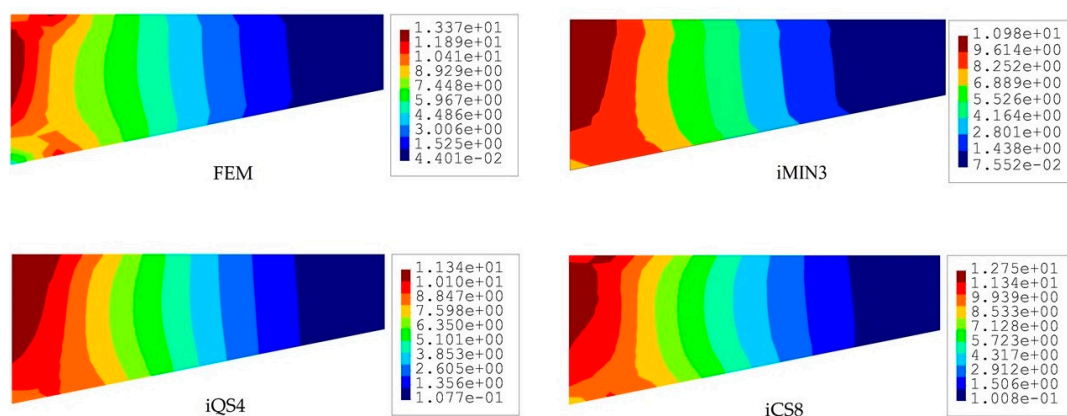 1.337e+01
1.189e+01
1.041e+01
8.929e+00
7.448e+00
5.967e+00
4.486e+00
3.006e+00
1.525e+00
4.401e-02
FEM
1.098e+01
9.614e+00
8.252e+00
6.889e+00
5.526e+00
4.164e+00
2.801e+00
1.438e+00
7.552e-02
iMIN3
1.134e+01
1.010e+01
8.847e+00
7.598e+00
6.350e+00
5.101e+00
3.853e+00
2.605e+00
1.356e+00
1.077e-01
iQS4
1.275e+01
1.134e+01
9.939e+00
8.533e+00
7.128e+00
5.723e+00
4.317e+00
2.912e+00
1.506e+00
1.008e-01
iCS8